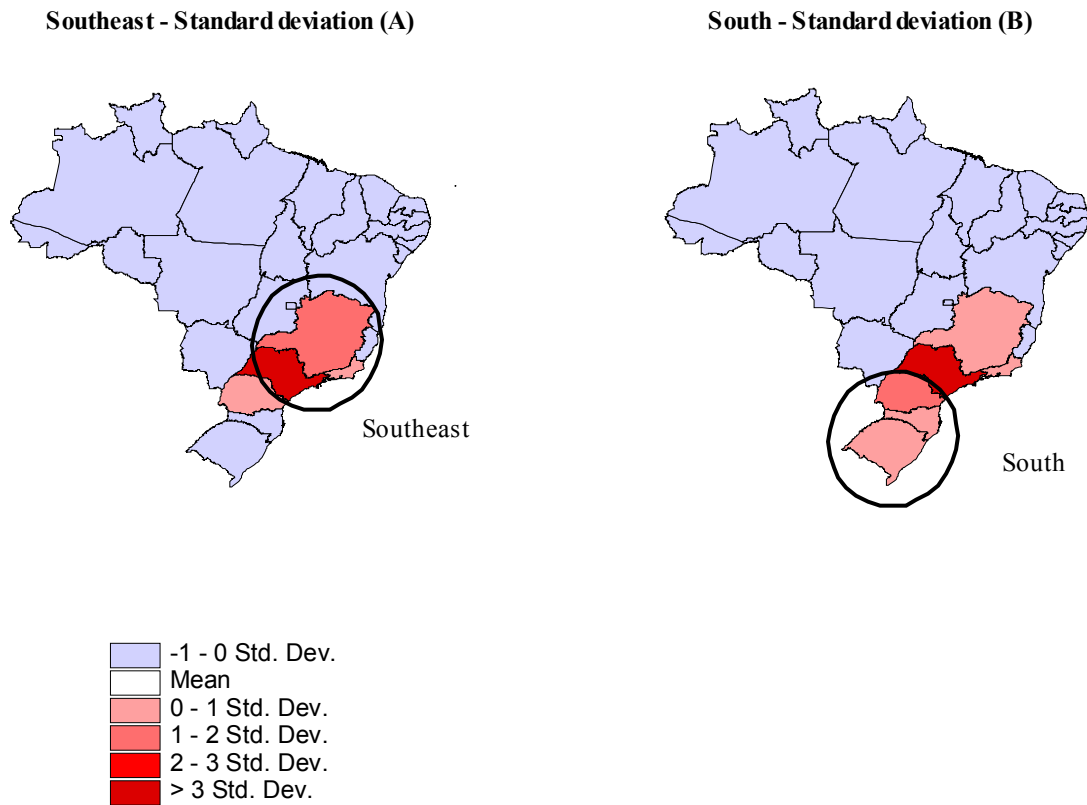 Southeast - Standard deviation (A)
South - Standard deviation (B)
Southeast
South
-1 - 0 Std. Dev.
Mean
0 - 1 Std. Dev.
1 - 2 Std. Dev.
2 - 3 Std. Dev.
> 3 Std. Dev.